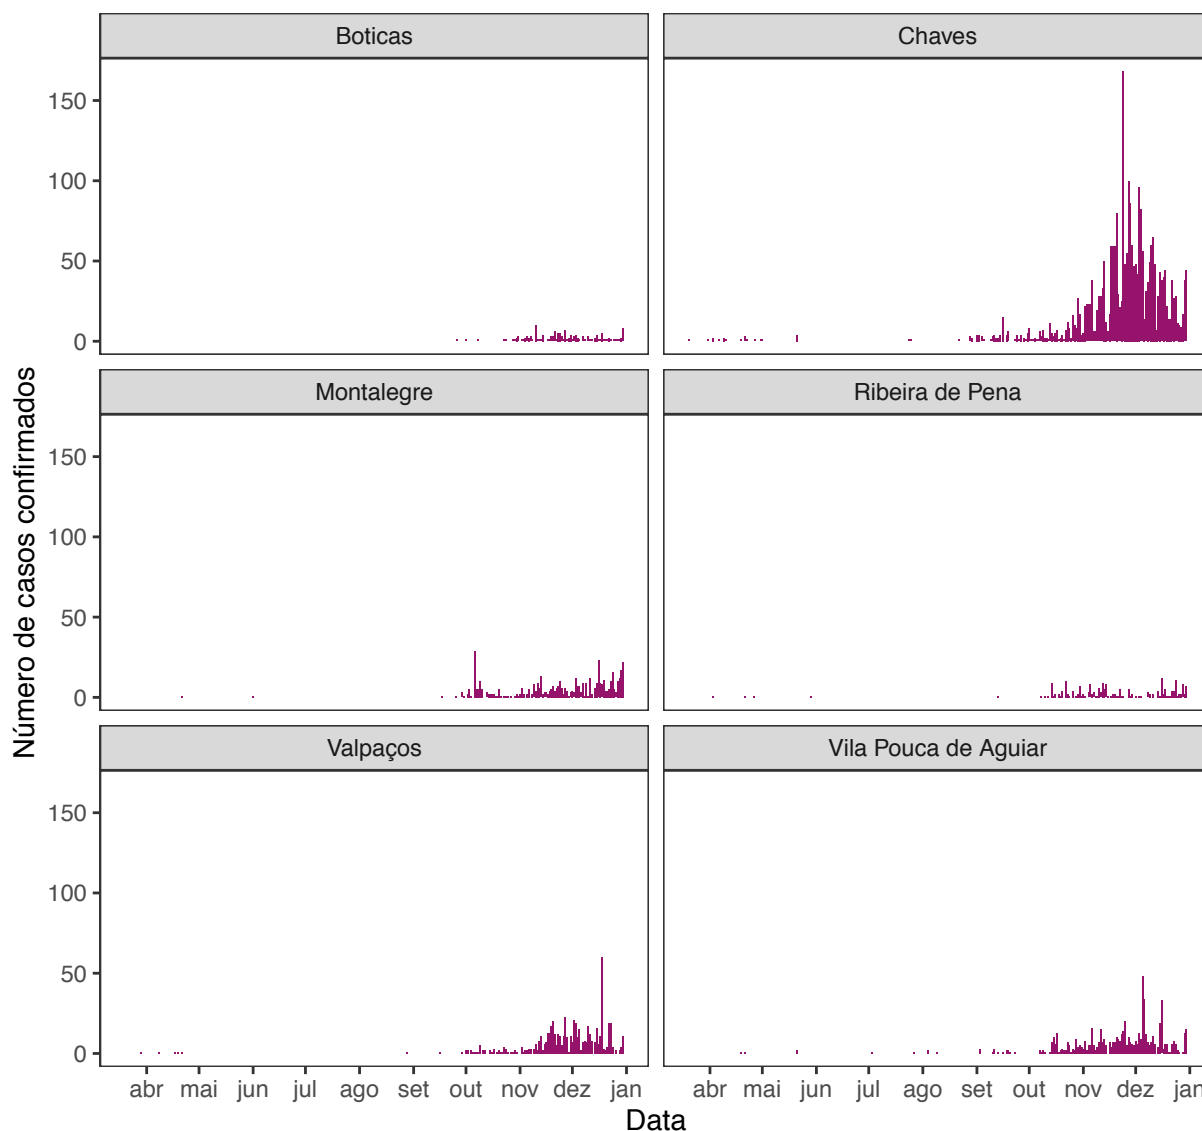 Boticas
Chaves
150
100
50
0
Montalegre
Ribeira de Pena
150
100
50
0
Valpaços
Vila Pouca de Aguiar
150
100
50
0
abr mai jun jul ago set out nov dez jan
abr mai jun jul ago set out nov dez jan
Data
Número de casos confirmados